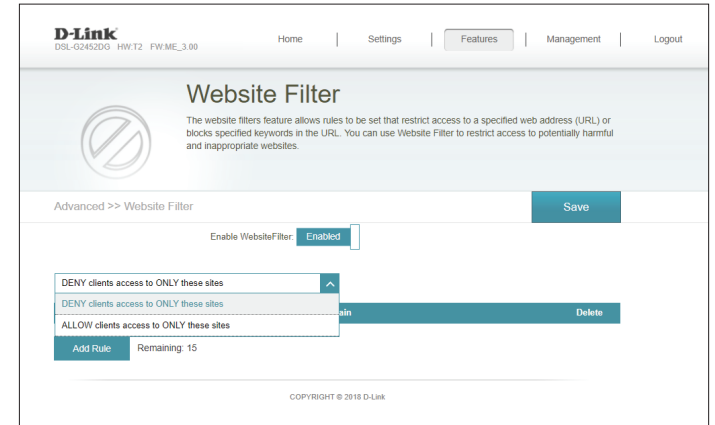 D-Link
DSL-G2452DG HW:T2 FW:ME_3.00
Home
Settings
Features
Management
Logout
Website Filter
The website filters feature allows rules to be set that restrict access to a specified web address (URL) or
blocks specified keywords in the URL. You can use Website Filter to restrict access to potentially harmful
and inappropriate websites.
Advanced >> Website Filter
Save
Enable WebsiteFilter: Enabled
DENY clients access to ONLY these sites
DENY clients access to ONLY these sites
ALLOW clients access to ONLY these sites
Delete
Add Rule Remaining: 15
COPYRIGHT © 2018 D-Link